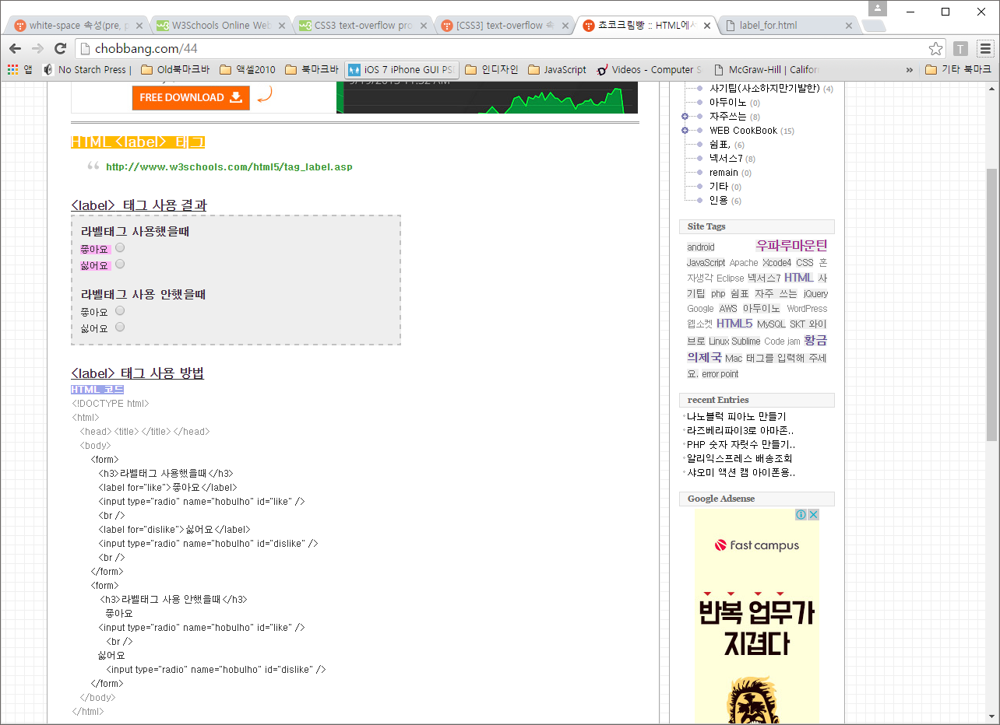 white-space 속성(pre, p
W3Schools Online Web
CSS3 text-overflow pro
[CSS3] text-overflow 속
쵸코크림빵 :: HTML에서
label_for.html
chobbang.com/44
앱
No Starch Press |
Old북마크바
액셀2010
북마크바
iOS 7 iPhone GUI PS
인디자인
JavaScript
Videos - Computer S
McGraw-Hill | Califor
»
기타 북마크
FREE DOWNLOAD
HTML <label> 태그
http://www.w3schools.com/html5/tag_label.asp
<label> 태그 사용 결과
라벨태그 사용했을때
좋아요
싫어요
라벨태그 사용 안했을때
좋아요
싫어요
<label> 태그 사용 방법
HTML 코드
<!DOCTYPE html>
<html>
<head><title></title></head>
<body>
<form>
<h3>라벨태그 사용했을때</h3>
<label for="like">좋아요</label>
<input type="radio" name="hobulho" id="like" />
<br />
<label for="dislike">싫어요</label>
<input type="radio" name="hobulho" id="dislike" />
<br />
</form>
<form>
<h3>라벨태그 사용 안했을때</h3>
좋아요
<input type="radio" name="hobulho" id="like" />
<br />
싫어요
<input type="radio" name="hobulho" id="dislike" />
</form>
</body>
</html>
사기팁(사소하지만기발한) (4)
아두이노 (0)
자주쓰는 (8)
WEB CookBook (15)
쉼표, (6)
넥서스7 (8)
remain (0)
기타 (0)
인용 (6)
Site Tags
android 우파루마운틴
JavaScript Apache Xcode4 CSS 혼
자생각 Eclipse 넥서스7 HTML 사
기팁 php 쉼표 자주 쓰는 jQuery
Google AWS 아두이노 WordPress
웹소켓 HTML5 MySQL SKT 와이
브로 Linux Sublime Code jam 황금
의제국 Mac 태그를 입력해 주세
요. error point
recent Entries
나노블럭 피아노 만들기
라즈베리파이3로 아마존..
PHP 숫자 자릿수 만들기..
알리익스프레스 배송조회
샤오미 액션 캠 아이폰용..
Google Adsense
Fast campus
반복 업무가
지겹다